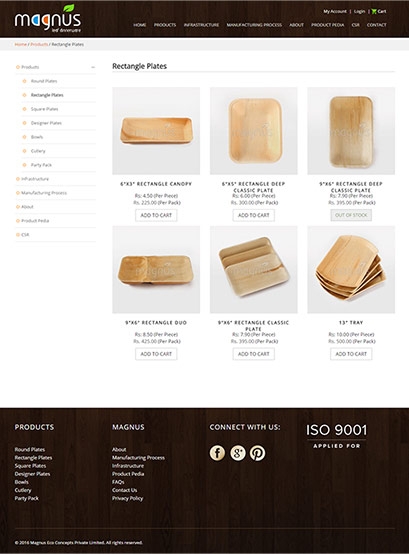 magnus
leaf dinnerware
My Account | Login | Cart
HOME PRODUCTS INFRASTRUCTURE MANUFACTURING PROCESS ABOUT PRODUCT PEDIA CSR CONTACT
Home / Products / Rectangle Plates
Products
Round Plates
Rectangle Plates
Square Plates
Designer Plates
Bowls
Cutlery
Party Pack
Infrastructure
Manufacturing Process
About
Product Pedia
CSR
Rectangle Plates
6"X3" RECTANGLE CANOPY
Rs: 4.50 (Per Piece)
Rs. 225.00 (Per Pack)
ADD TO CART
6"X5" RECTANGLE DEEP
CLASSIC PLATE
Rs: 6.00 (Per Piece)
Rs. 300.00 (Per Pack)
ADD TO CART
9"X6" RECTANGLE DEEP
CLASSIC PLATE
Rs: 7.90 (Per Piece)
Rs. 395.00 (Per Pack)
OUT OF STOCK
9"X6" RECTANGLE DUO
Rs: 8.50 (Per Piece)
Rs. 425.00 (Per Pack)
ADD TO CART
9"X6" RECTANGLE CLASSIC
PLATE
Rs: 7.90 (Per Piece)
Rs. 395.00 (Per Pack)
ADD TO CART
13" TRAY
Rs: 10.00 (Per Piece)
Rs. 500.00 (Per Pack)
ADD TO CART
PRODUCTS
Round Plates
Rectangle Plates
Square Plates
Designer Plates
Bowls
Cutlery
Party Pack
MAGNUS
About
Manufacturing Process
Infrastructure
Product Pedia
FAQs
Contact Us
Privacy Policy
CONNECT WITH US:
ISO 9001
APPLIED FOR
© 2016 Magnus Eco Concepts Private Limited. All rights reserved.